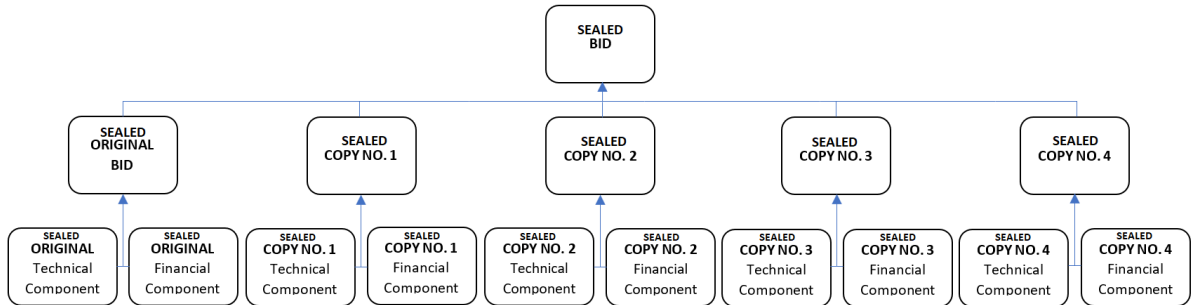 SEALED
BID
SEALED
ORIGINAL
BID
SEALED
COPY NO. 1
SEALED
COPY NO. 2
SEALED
COPY NO. 3
SEALED
COPY NO. 4
SEALED
ORIGINAL
Technical
Component
SEALED
ORIGINAL
Financial
Component
SEALED
COPY NO. 1
Technical
Component
SEALED
COPY NO. 1
Financial
Component
SEALED
COPY NO. 2
Technical
Component
SEALED
COPY NO. 2
Financial
Component
SEALED
COPY NO. 3
Technical
Component
SEALED
COPY NO. 3
Financial
Component
SEALED
COPY NO. 4
Technical
Component
SEALED
COPY NO. 4
Financial
Component